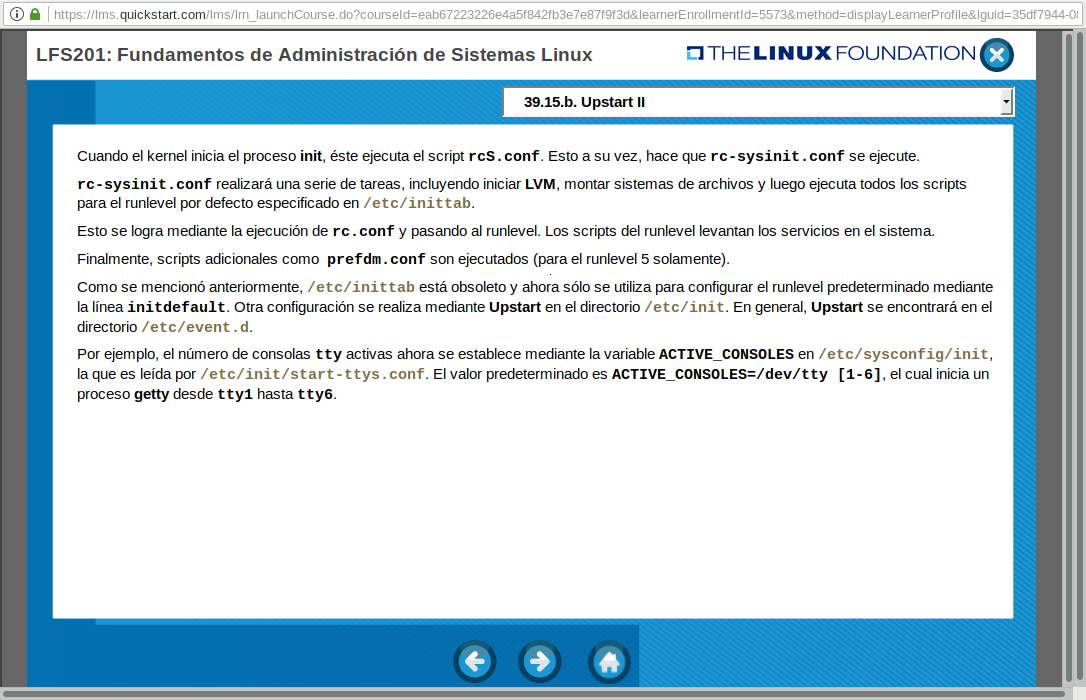 https://lms.quickstart.com/lms/lrn_launchCourse.do?courseId=eab67223226e4a5f842fb3e7e87f9f3d&learnerEnrollmentId=5573&method=displayLearnerProfile&lguid=35df7944-0
LFS201: Fundamentos de Administración de Sistemas Linux
THE LINUX FOUNDATION
39.15.b. Upstart II
Cuando el kernel inicia el proceso init, éste ejecuta el script rcS.conf. Esto a su vez, hace que rc-sysinit.conf se ejecute.
rc-sysinit.conf realizará una serie de tareas, incluyendo iniciar LVM, montar sistemas de archivos y luego ejecuta todos los scripts
para el runlevel por defecto especificado en /etc/inittab.
Esto se logra mediante la ejecución de rc.conf y pasando al runlevel. Los scripts del runlevel levantan los servicios en el sistema.
Finalmente, scripts adicionales como prefdm.conf son ejecutados (para el runlevel 5 solamente).
Como se mencionó anteriormente, /etc/inittab está obsoleto y ahora sólo se utiliza para configurar el runlevel predeterminado mediante
la línea initdefault. Otra configuración se realiza mediante Upstart en el directorio /etc/init. En general, Upstart se encontrará en el
directorio /etc/event.d.
Por ejemplo, el número de consolas tty activas ahora se establece mediante la variable ACTIVE_CONSOLES en /etc/sysconfig/init,
la que es leída por /etc/init/start-ttys.conf. El valor predeterminado es ACTIVE_CONSOLES=/dev/tty [1-6], el cual inicia un
proceso getty desde tty1 hasta tty6.